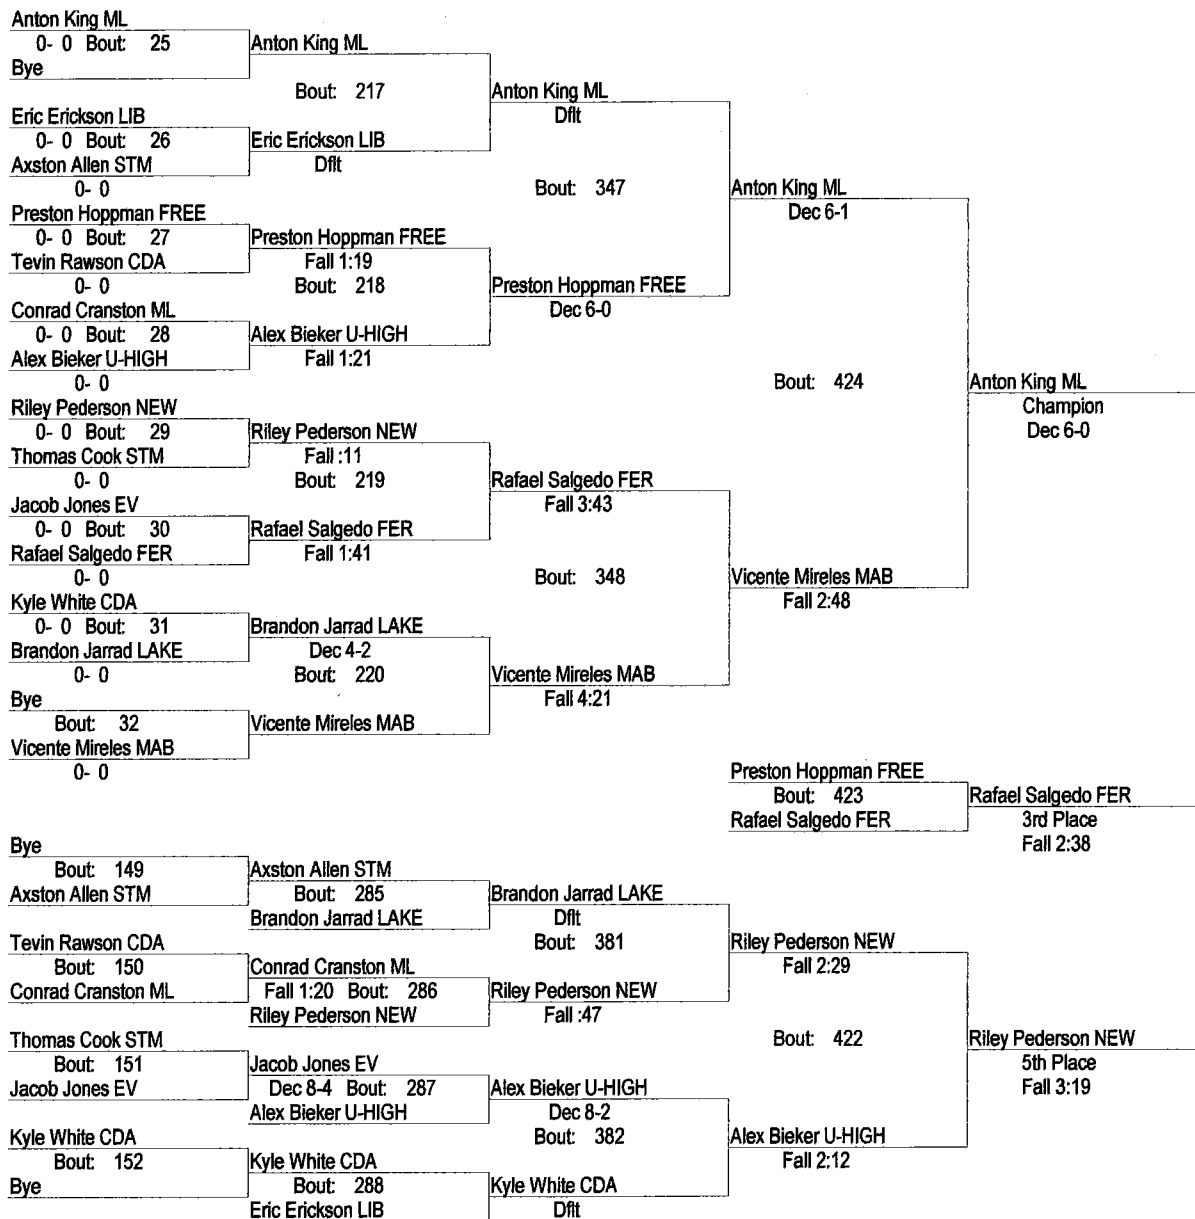 Anton King ML
0- 0 Bout: 25
Bye
Anton King ML
Bout: 217
Eric Erickson LIB
0- 0 Bout: 26
Axston Allen STM
0- 0
Eric Erickson LIB
Dflt
Anton King ML
Dflt
Bout: 347
Preston Hoppman FREE
0- 0 Bout: 27
Tevin Rawson CDA
0- 0
Preston Hoppman FREE
Fall 1:19
Bout: 218
Conrad Cranston ML
0- 0 Bout: 28
Alex Bieker U-HIGH
0- 0
Alex Bieker U-HIGH
Fall 1:21
Preston Hoppman FREE
Dec 6-0
Anton King ML
Dec 6-1
Bout: 424
Riley Pederson NEW
0- 0 Bout: 29
Thomas Cook STM
0- 0
Riley Pederson NEW
Fall :11
Bout: 219
Jacob Jones EV
0- 0 Bout: 30
Rafael Salgedo FER
0- 0
Rafael Salgedo FER
Fall 1:41
Rafael Salgedo FER
Fall 3:43
Bout: 348
Kyle White CDA
0- 0 Bout: 31
Brandon Jarrad LAKE
0- 0
Brandon Jarrad LAKE
Dec 4-2
Bout: 220
Bye
Bout: 32
Vicente Mireles MAB
0- 0
Vicente Mireles MAB
Vicente Mireles MAB
Fall 4:21
Vicente Mireles MAB
Fall 2:48
Anton King ML
Champion
Dec 6-0
Preston Hoppman FREE
Bout: 423
Rafael Salgedo FER
Rafael Salgedo FER
3rd Place
Fall 2:38
Bye
Bout: 149
Axston Allen STM
Axston Allen STM
Bout: 285
Brandon Jarrad LAKE
Brandon Jarrad LAKE
Dflt
Bout: 381
Tevin Rawson CDA
Bout: 150
Conrad Cranston ML
Conrad Cranston ML
Fall 1:20 Bout: 286
Riley Pederson NEW
Riley Pederson NEW
Fall :47
Riley Pederson NEW
Fall 2:29
Bout: 422
Thomas Cook STM
Bout: 151
Jacob Jones EV
Jacob Jones EV
Dec 8-4 Bout: 287
Alex Bieker U-HIGH
Alex Bieker U-HIGH
Dec 8-2
Bout: 382
Kyle White CDA
Bout: 152
Bye
Kyle White CDA
Bout: 288
Eric Erickson LIB
Kyle White CDA
Dflt
Alex Bieker U-HIGH
Fall 2:12
Riley Pederson NEW
5th Place
Fall 3:19